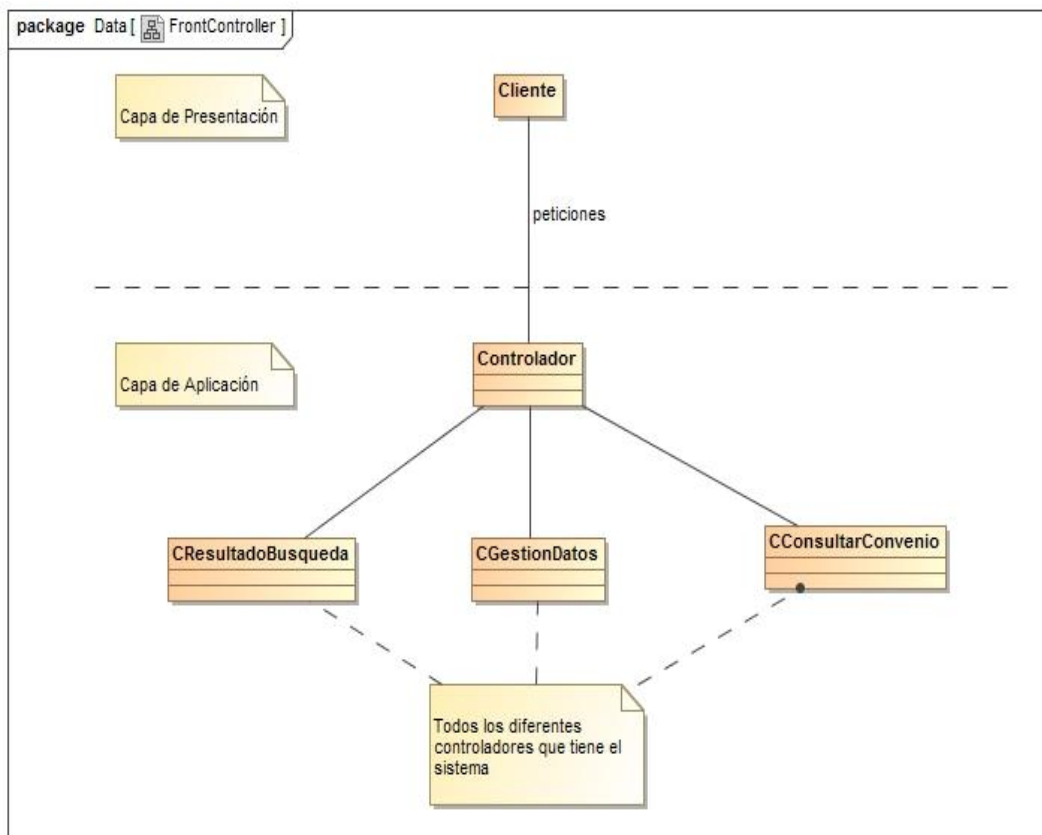 package Data [ FrontController ]
Capa de Presentación
Cliente
peticiones
Capa de Aplicación
Controlador
CResultadoBusqueda
CGestionDatos
CConsultarConvenio
Todos los diferentes
controladores que tiene el
sistema